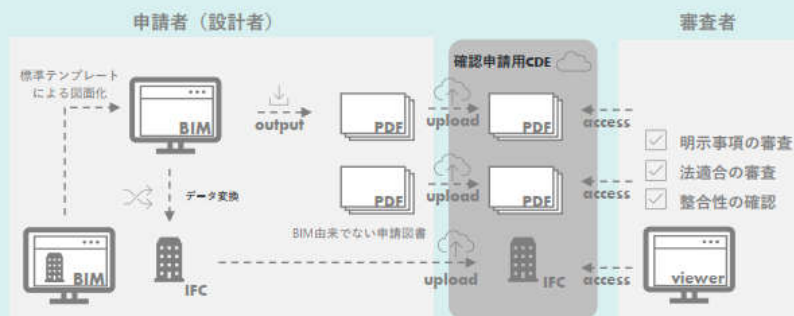 申請者（設計者）
審査者
標準テンプレート
による図面化
BIM
output
PDF
upload
確認申請用CDE
PDF
access
明示事項の審査
法適合の審査
整合性の確認
PDF
upload
PDF
access
データ変換
BIM由来でない申請図書
BIM
IFC
upload
IFC
access
viewer